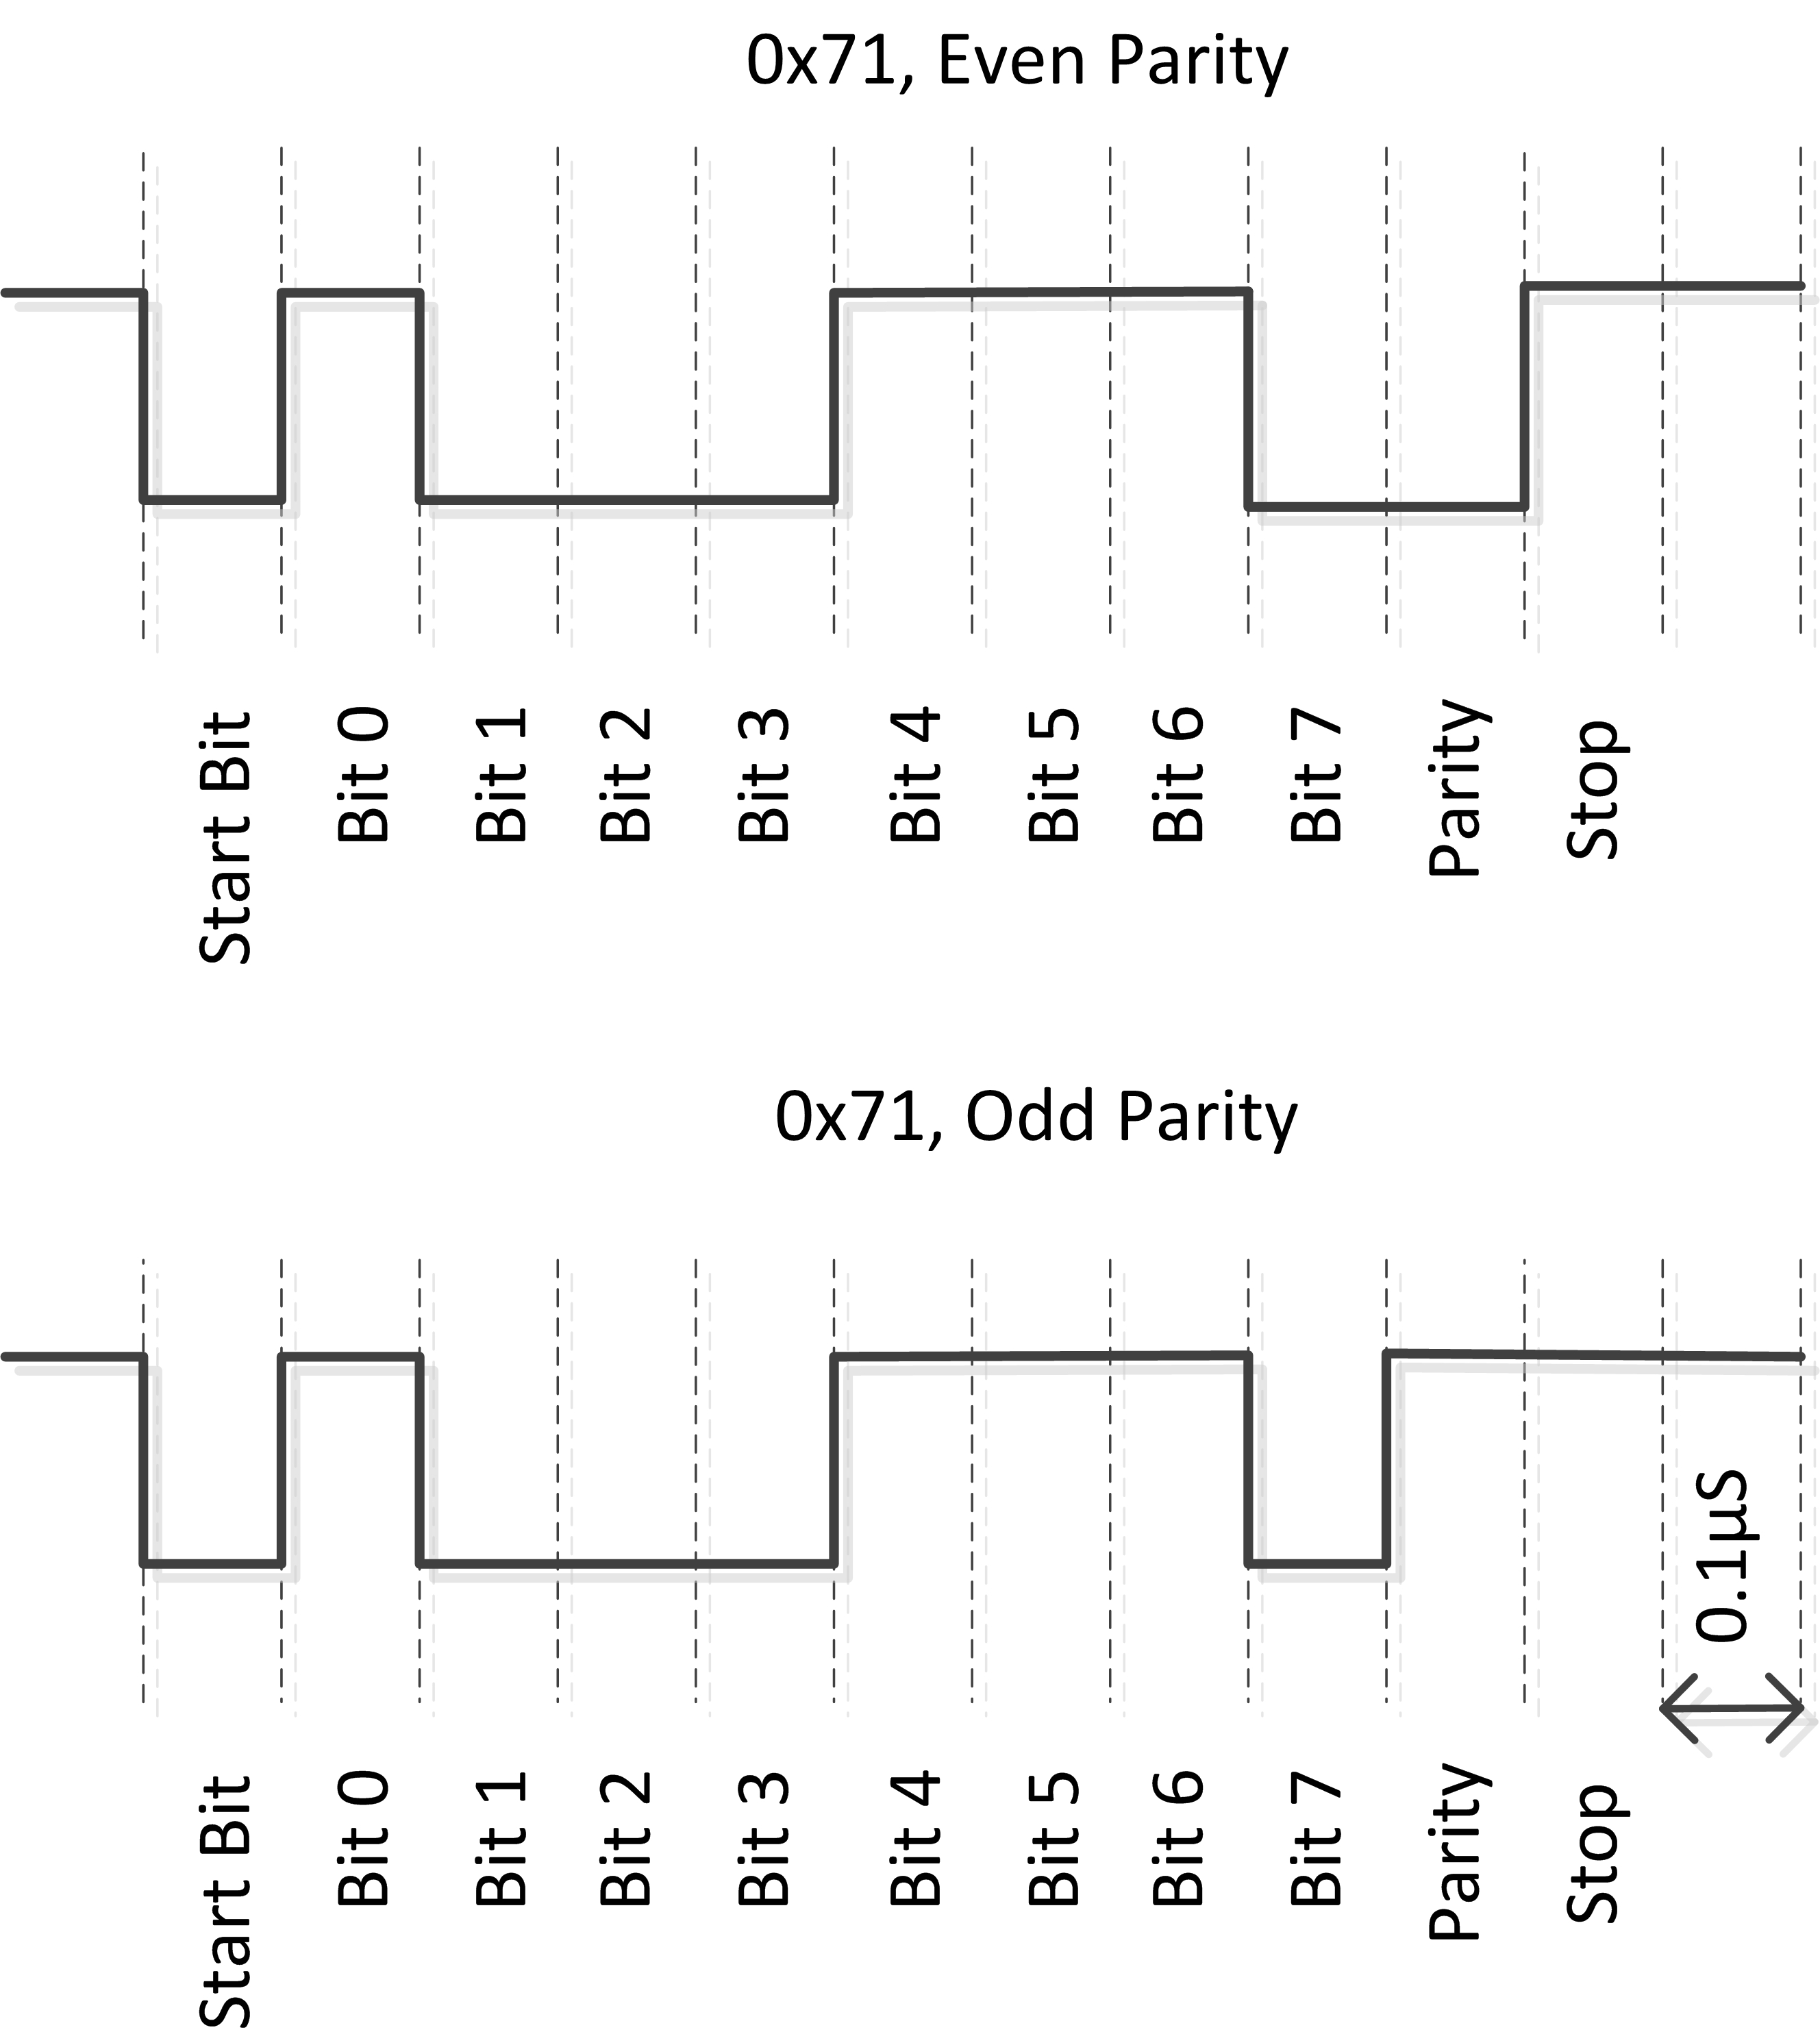 0x71, Even Parity
Start Bit
Bit 0
Bit 1
Bit 2
Bit 3
Bit 4
Bit 5
Bit 6
Bit 7
Parity
Stop
0x71, Odd Parity
0.1µS
Start Bit
Bit 0
Bit 1
Bit 2
Bit 3
Bit 4
Bit 5
Bit 6
Bit 7
Parity
Stop